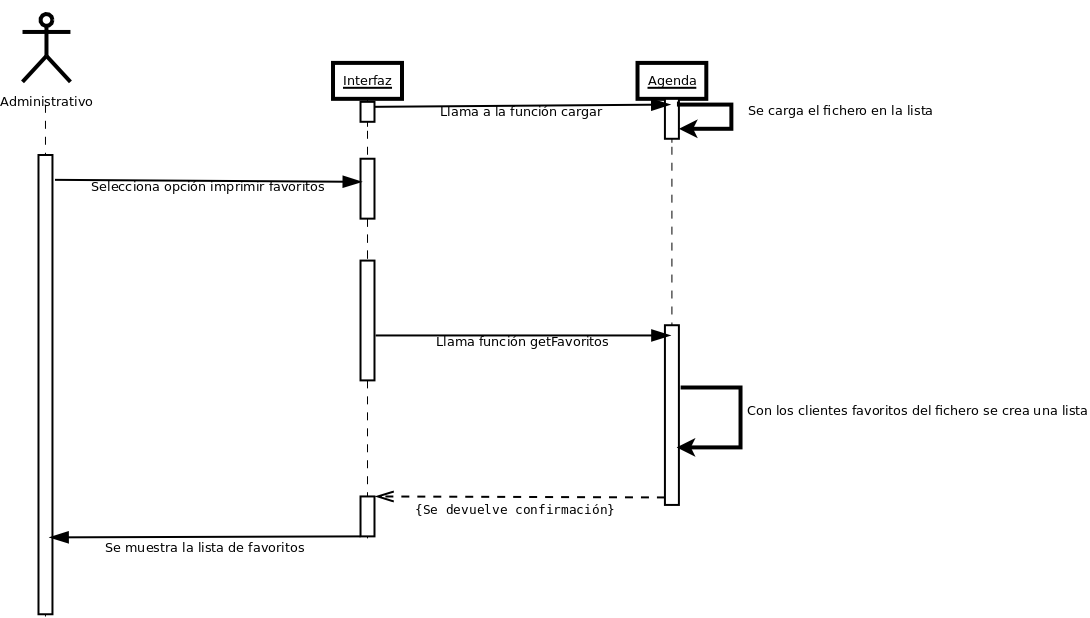 Administrativo
Interfaz
Agenda
Llama a la función cargar
Se carga el fichero en la lista
Selecciona opción imprimir favoritos
Llama función getFavoritos
Con los clientes favoritos del fichero se crea una lista
{Se devuelve confirmación}
Se muestra la lista de favoritos